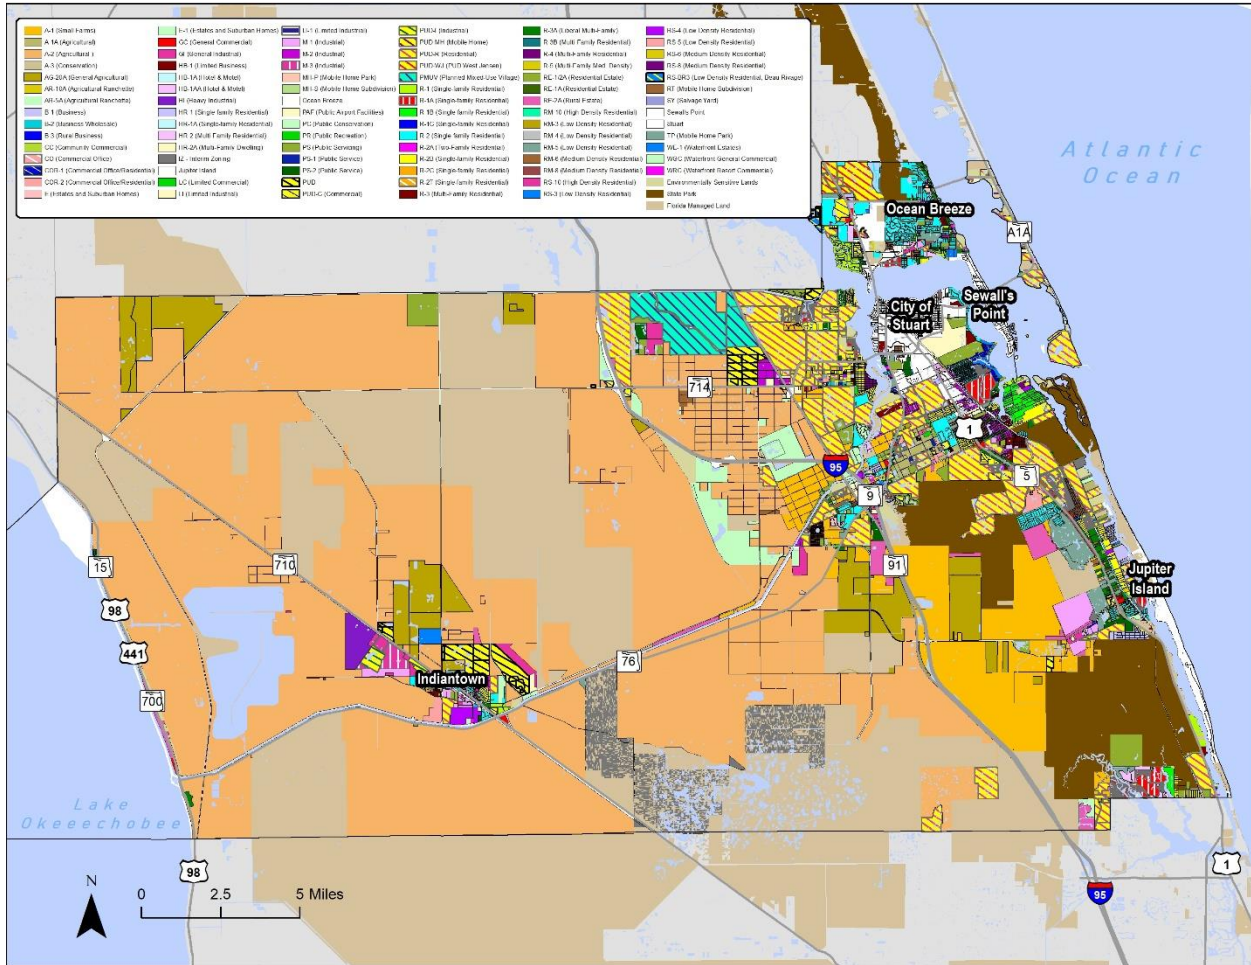 A-1 (Small Farms)
A-1A (Agricultural)
A-2 (Agricultural)
A-3 (Conservation)
AG-20A (General Agricultural)
AR-10A (Agricultural Ranchette)
AR-5A (Agricultural Ranchette)
B-1 (Business)
B-2 (Business Wholesale)
B-3 (Rural Business)
CC (Community Commercial)
CO (Commercial Office)
COR-1 (Commercial Office/Residential)
COR-2 (Commercial Office/Residential)
E (Estates and Suburban Homes)
E-1 (Estates and Suburban Homes)
GC (General Commercial)
GI (General Industrial)
HB-1 (Limited Business)
HB-1A (Hotel & Motel)
HB-1AA (Hotel & Motel)
HI (Heavy Industrial)
HR-1 (Single-family Residential)
HR-1A (Single-family Residential)
HR-2 (Multi-Family Residential)
HR-2A (Multi-Family Dwelling)
IZ - Interim Zoning
Jupiter Island
LC (Limited Commercial)
LI (Limited Industrial)
LI-1 (Limited Industrial)
M-1 (Industrial)
M-2 (Industrial)
M-3 (Industrial)
MH-P (Mobile Home Park)
MH-S (Mobile Home Subdivision)
Ocean Breeze
PAF (Public Airport Facilities)
PC (Public Conservation)
PR (Public Recreation)
PS (Public Servicing)
PS-1 (Public Service)
PS-2 (Public Service)
PUD
PUD-C (Commercial)
PUD-I (Industrial)
PUD-MH (Mobile Home)
PUD-R (Residential)
PUD-WJ (PUD West Jensen)
PMUV (Planned Mixed-Use Village)
R-1 (Single-family Residential)
R-1A (Single-family Residential)
R-1B (Single-family Residential)
R-1C (Single-family Residential)
R-2 (Single-family Residential)
R-2A (Two-Family Residential)
R-2B (Single-family Residential)
R-2C (Single-family Residential)
R-2T (Single-family Residential)
R-3 (Multi-Family Residential)
R-3A (Liberal Multi-Family)
R-3B (Multi Family Residential)
R-4 (Multi-Family Residential)
R-5 (Multi-Family Med. Density)
RE-1/2A (Residential Estate)
RE-1A (Residential Estate)
RE-2A (Rural Estate)
RM-10 (High Density Residential)
RM-3 (Low Density Residential)
RM-4 (Low Density Residential)
RM-6 (Medium Density Residential)
RM-8 (Medium Density Residential)
RS-10 (High Density Residential)
RS-3 (Low Density Residential)
RS-4 (Low Density Residential)
RS-5 (Low Density Residential)
RS-6 (Medium Density Residential)
RS-8 (Medium Density Residential)
RS-BR3 (Low Density Residential, Beau Rivage)
RT (Mobile Home Subdivision)
SY (Salvage Yard)
Sewalls Point
Stuart
TP (Mobile Home Park)
WE-1 (Waterfront Estates)
WGC (Waterfront General Commercial)
WRC (Waterfront Resort Commercial)
Environmentally Sensitive Lands
State Park
Florida Managed Land
Atlantic
Ocean
Ocean Breeze
A1A
City of
Stuart
Sewall's
Point
714
1
95
9
5
15
710
91
Jupiter
Island
98
441
76
Indiantown
700
Lake
Okeeechobee
98
1
95
N
0
2.5
5 Miles